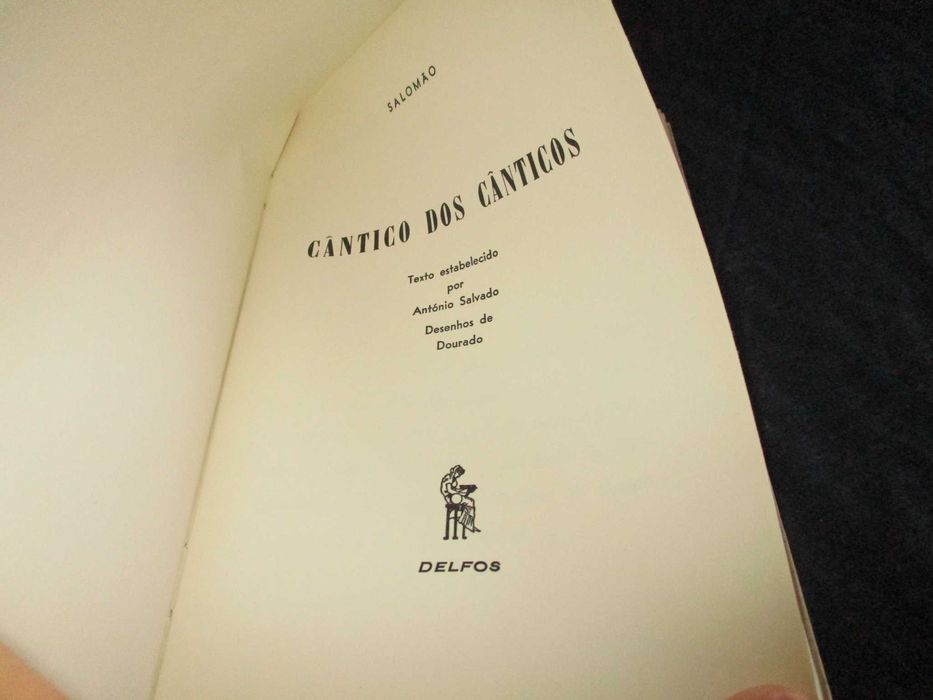 SALOMÃO
CÂNTICO DOS CÂNTICOS
Texto estabelecido
por
António Salvado
Desenhos de
Dourado
DELFOS